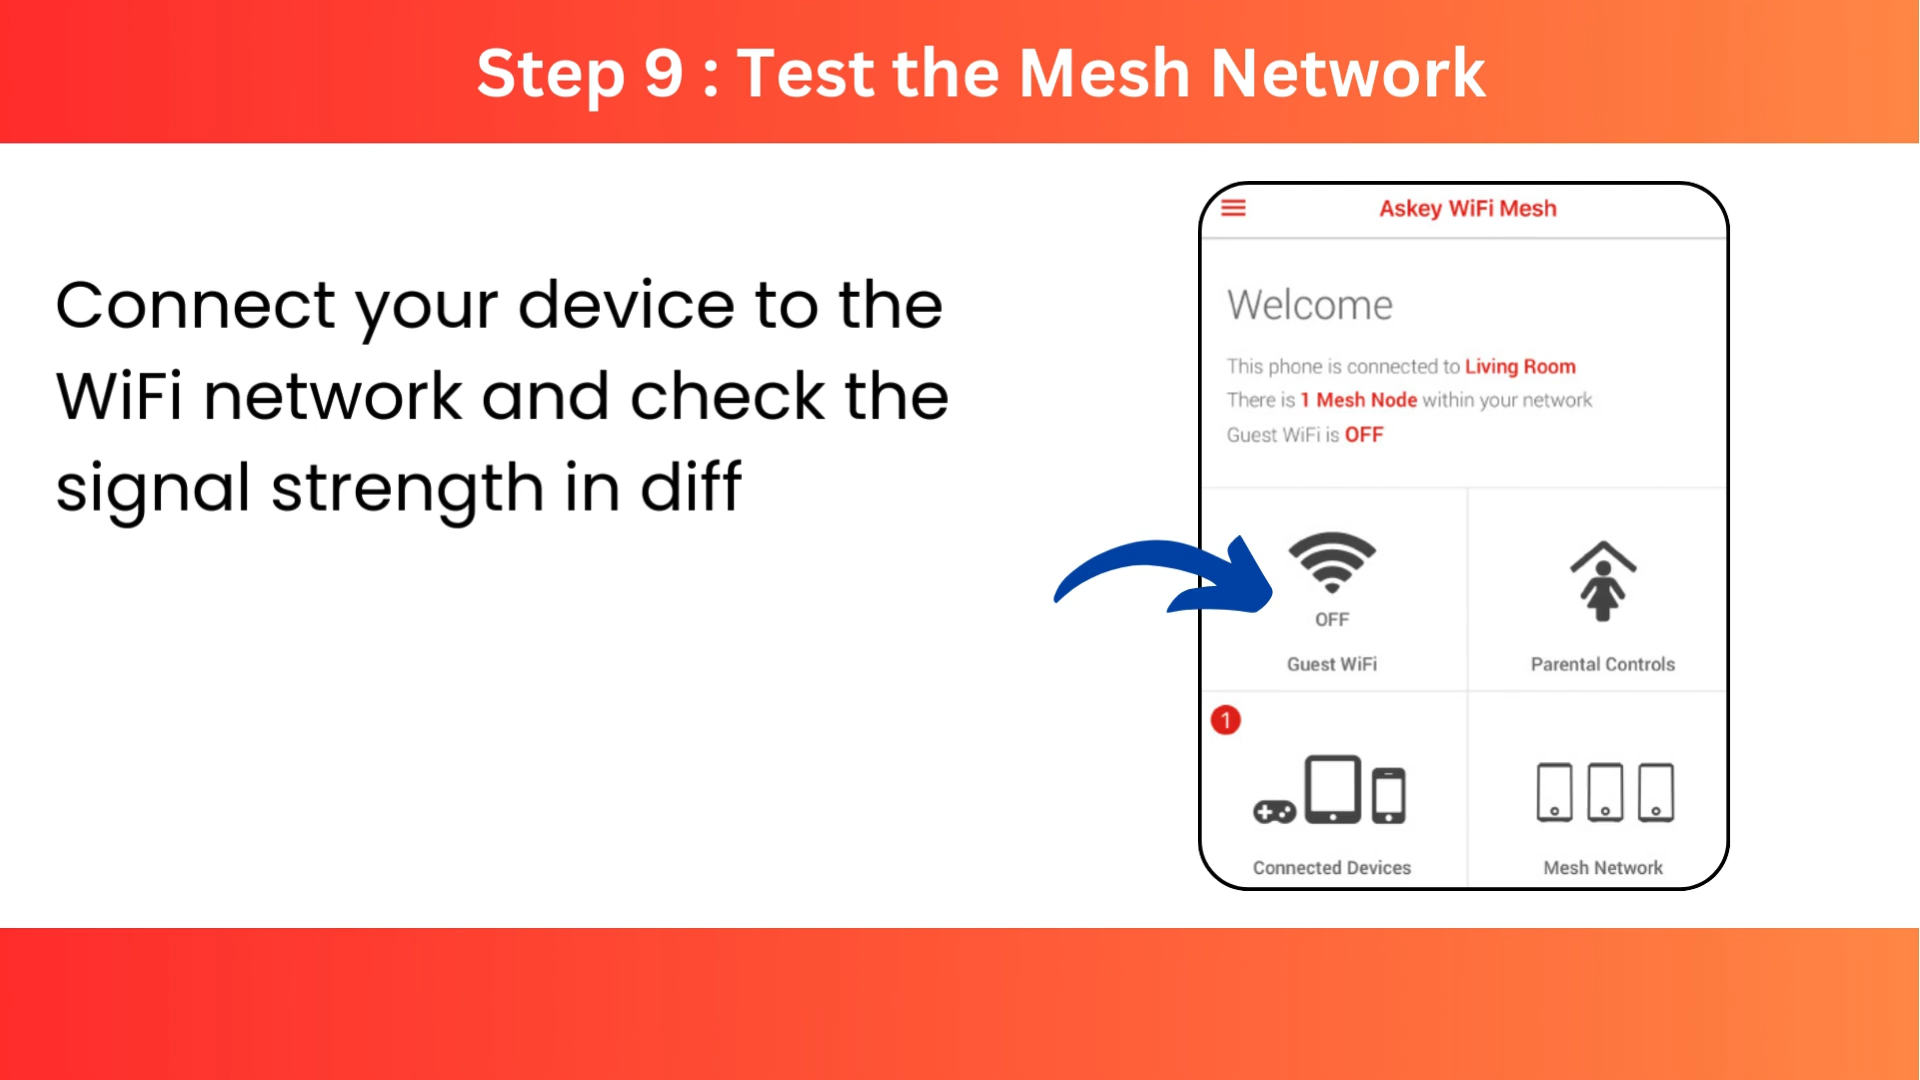 Step 9 : Test the Mesh Network
Connect your device to the
WiFi network and check the
signal strength in diff
Askey WiFi Mesh
Welcome
This phone is connected to Living Room
There is 1 Mesh Node within your network
Guest WiFi is OFF
OFF
Guest WiFi
Parental Controls
1
Connected Devices
Mesh Network